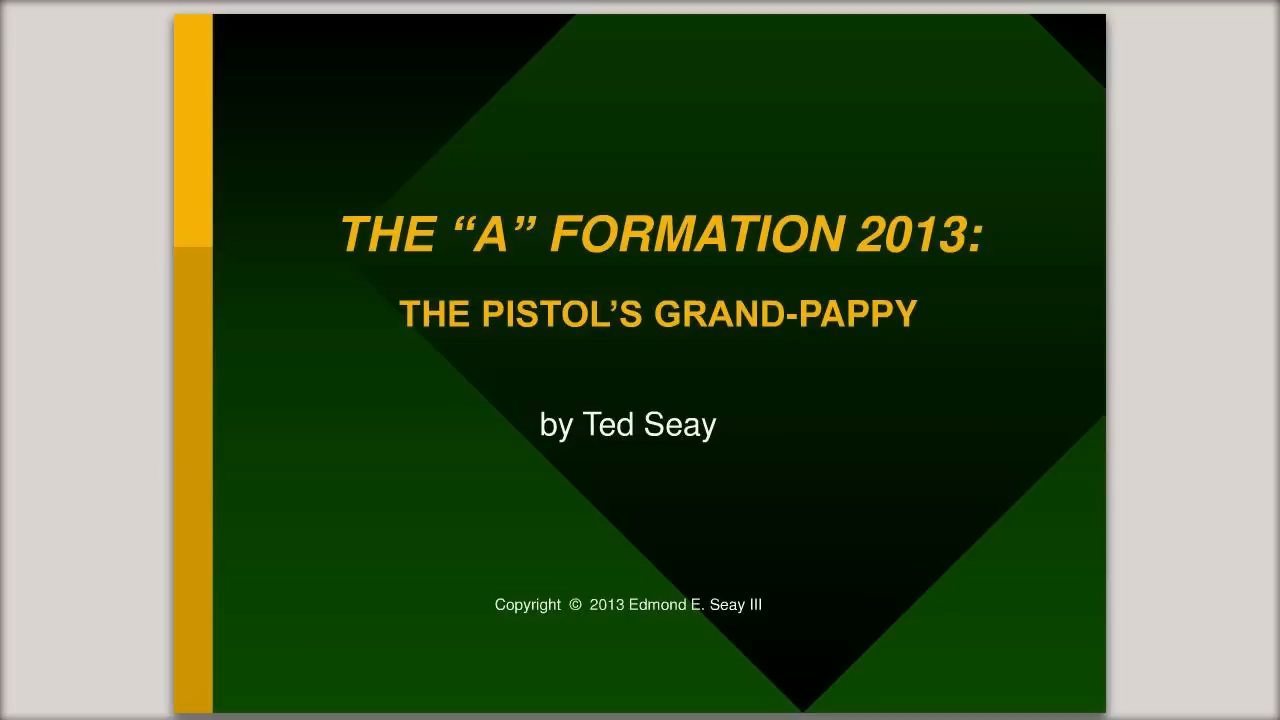 THE “A” FORMATION 2013:
THE PISTOL’S GRAND-PAPPY
by Ted Seay
Copyright © 2013 Edmond E. Seay III